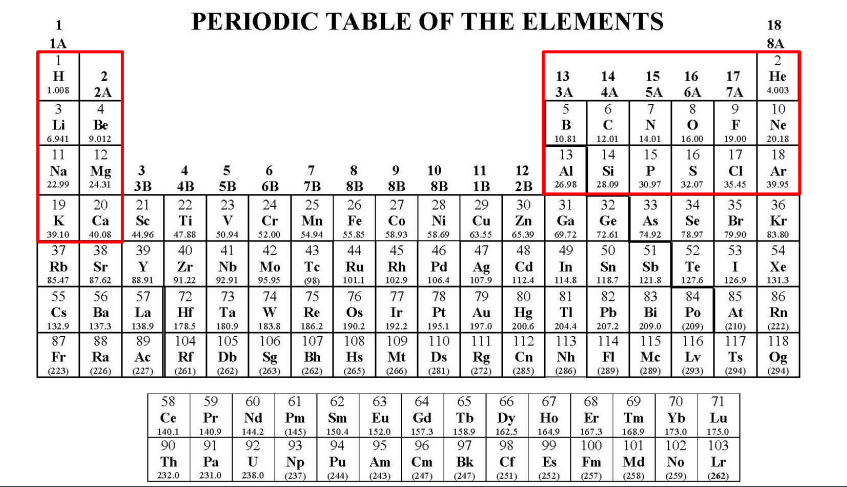 PERIODIC TABLE OF THE ELEMENTS
1 18
1A 8A
1 2
H 2 13 14 15 16 17 He
1.008 2A 3A 4A 5A 6A 7A 4.003
3 4 5 6 7 8 9 10
Li Be B C N O F Ne
6.941 9.012 10.81 12.01 14.01 16.00 19.00 20.18
11 12 13 14 15 16 17 18
Na Mg 3 4 5 6 7 8 9 10 11 12 Al Si P S Cl Ar
22.99 24.31 3B 4B 5B 6B 7B 8B 8B 8B 1B 2B 26.98 28.09 30.97 32.07 35.45 39.95
19 20 21 22 23 24 25 26 27 28 29 30 31 32 33 34 35 36
K Ca Sc Ti V Cr Mn Fe Co Ni Cu Zn Ga Ge As Se Br Kr
39.10 40.08 44.96 47.88 50.94 52.00 54.94 55.85 58.93 58.69 63.55 65.39 69.72 72.61 74.92 78.97 79.90 83.80
37 38 39 40 41 42 43 44 45 46 47 48 49 50 51 52 53 54
Rb Sr Y Zr Nb Mo Tc Ru Rh Pd Ag Cd In Sn Sb Te I Xe
85.47 87.62 88.91 91.22 92.91 95.95 (98) 101.1 102.9 106.4 107.9 112.4 114.8 118.7 121.8 127.6 126.9 131.3
55 56 57 72 73 74 75 76 77 78 79 80 81 82 83 84 85 86
Cs Ba La Hf Ta W Re Os Ir Pt Au Hg Tl Pb Bi Po At Rn
132.9 137.3 138.9 178.5 180.9 183.8 186.2 190.2 192.2 195.1 197.0 200.6 204.4 207.2 209.0 (209) (210) (222)
87 88 89 104 105 106 107 108 109 110 111 112 113 114 115 116 117 118
Fr Ra Ac Rf Db Sg Bh Hs Mt Ds Rg Cn Nh Fl Mc Lv Ts Og
(223) (226) (227) (261) (262) (263) (262) (265) (266) (281) (272) (285) (286) (289) (289) (293) (294) (294)
58 59 60 61 62 63 64 65 66 67 68 69 70 71
Ce Pr Nd Pm Sm Eu Gd Tb Dy Ho Er Tm Yb Lu
140.1 140.9 144.2 (145) 150.4 152.0 157.3 158.9 162.5 164.9 167.3 168.9 173.0 175.0
90 91 92 93 94 95 96 97 98 99 100 101 102 103
Th Pa U Np Pu Am Cm Bk Cf Es Fm Md No Lr
232.0 231.0 238.0 (237) (244) (243) (247) (247) (251) (252) (257) (258) (259) (262)